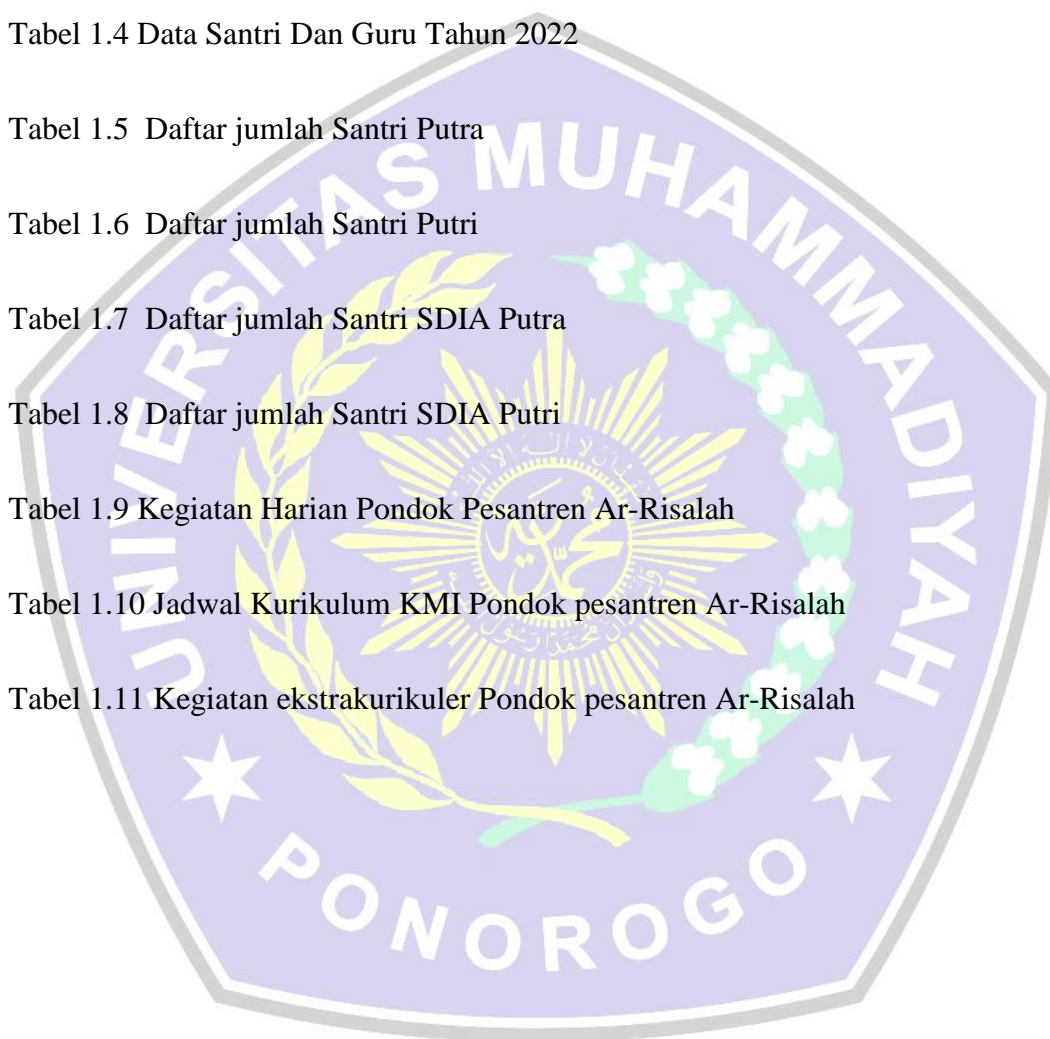 Tabel 1.4 Data Santri Dan Guru Tahun 2022
Tabel 1.5 Daftar jumlah Santri Putra
Tabel 1.6 Daftar jumlah Santri Putri
Tabel 1.7 Daftar jumlah Santri SDIA Putra
Tabel 1.8 Daftar jumlah Santri SDIA Putri
Tabel 1.9 Kegiatan Harian Pondok Pesantren Ar-Risalah
Tabel 1.10 Jadwal Kurikulum KMI Pondok pesantren Ar-Risalah
Tabel 1.11 Kegiatan ekstrakurikuler Pondok pesantren Ar-Risalah
UNIVERSITAS MUHAMMADIYAH
PONOROGO